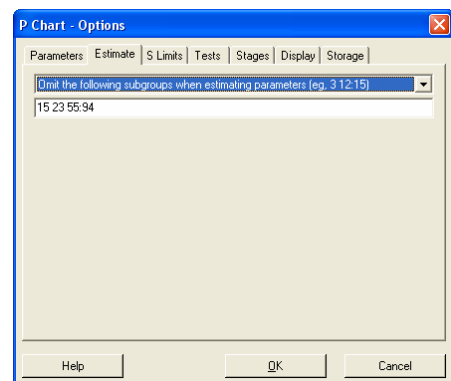 P Chart - Options
Parameters Estimate S Limits Tests Stages Display Storage
Omit the following subgroups when estimating parameters (eg, 3 12:15)
15 23 55:94
Help OK Cancel